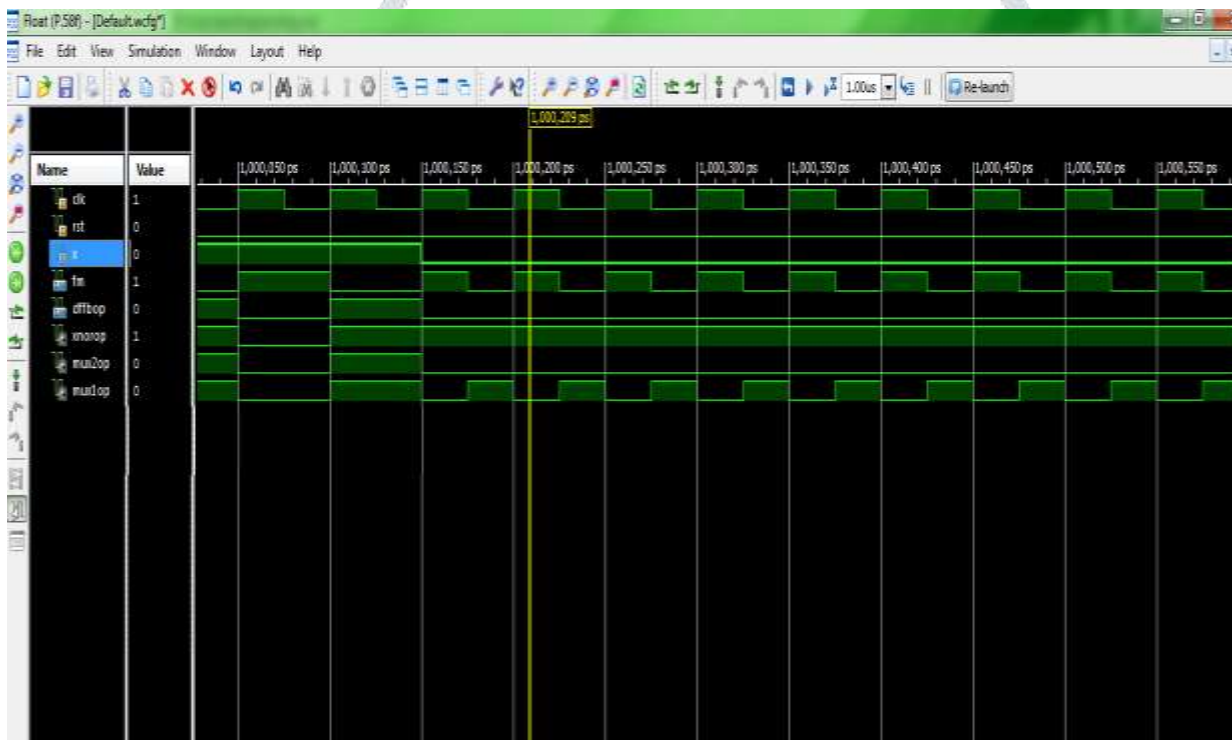 Float (P.58f) - [Default.wcfg*]
File Edit View Simulation Window Layout Help
1.00us Re-launch
1,000,209 ps
Name Value 1,000,050 ps 1,000,100 ps 1,000,150 ps 1,000,200 ps 1,000,250 ps 1,000,300 ps 1,000,350 ps 1,000,400 ps 1,000,450 ps 1,000,500 ps 1,000,550 ps
clk 1
rst 0
x 0
fm 1
dffbop 0
xnorop 1
mux2op 0
mux1op 0